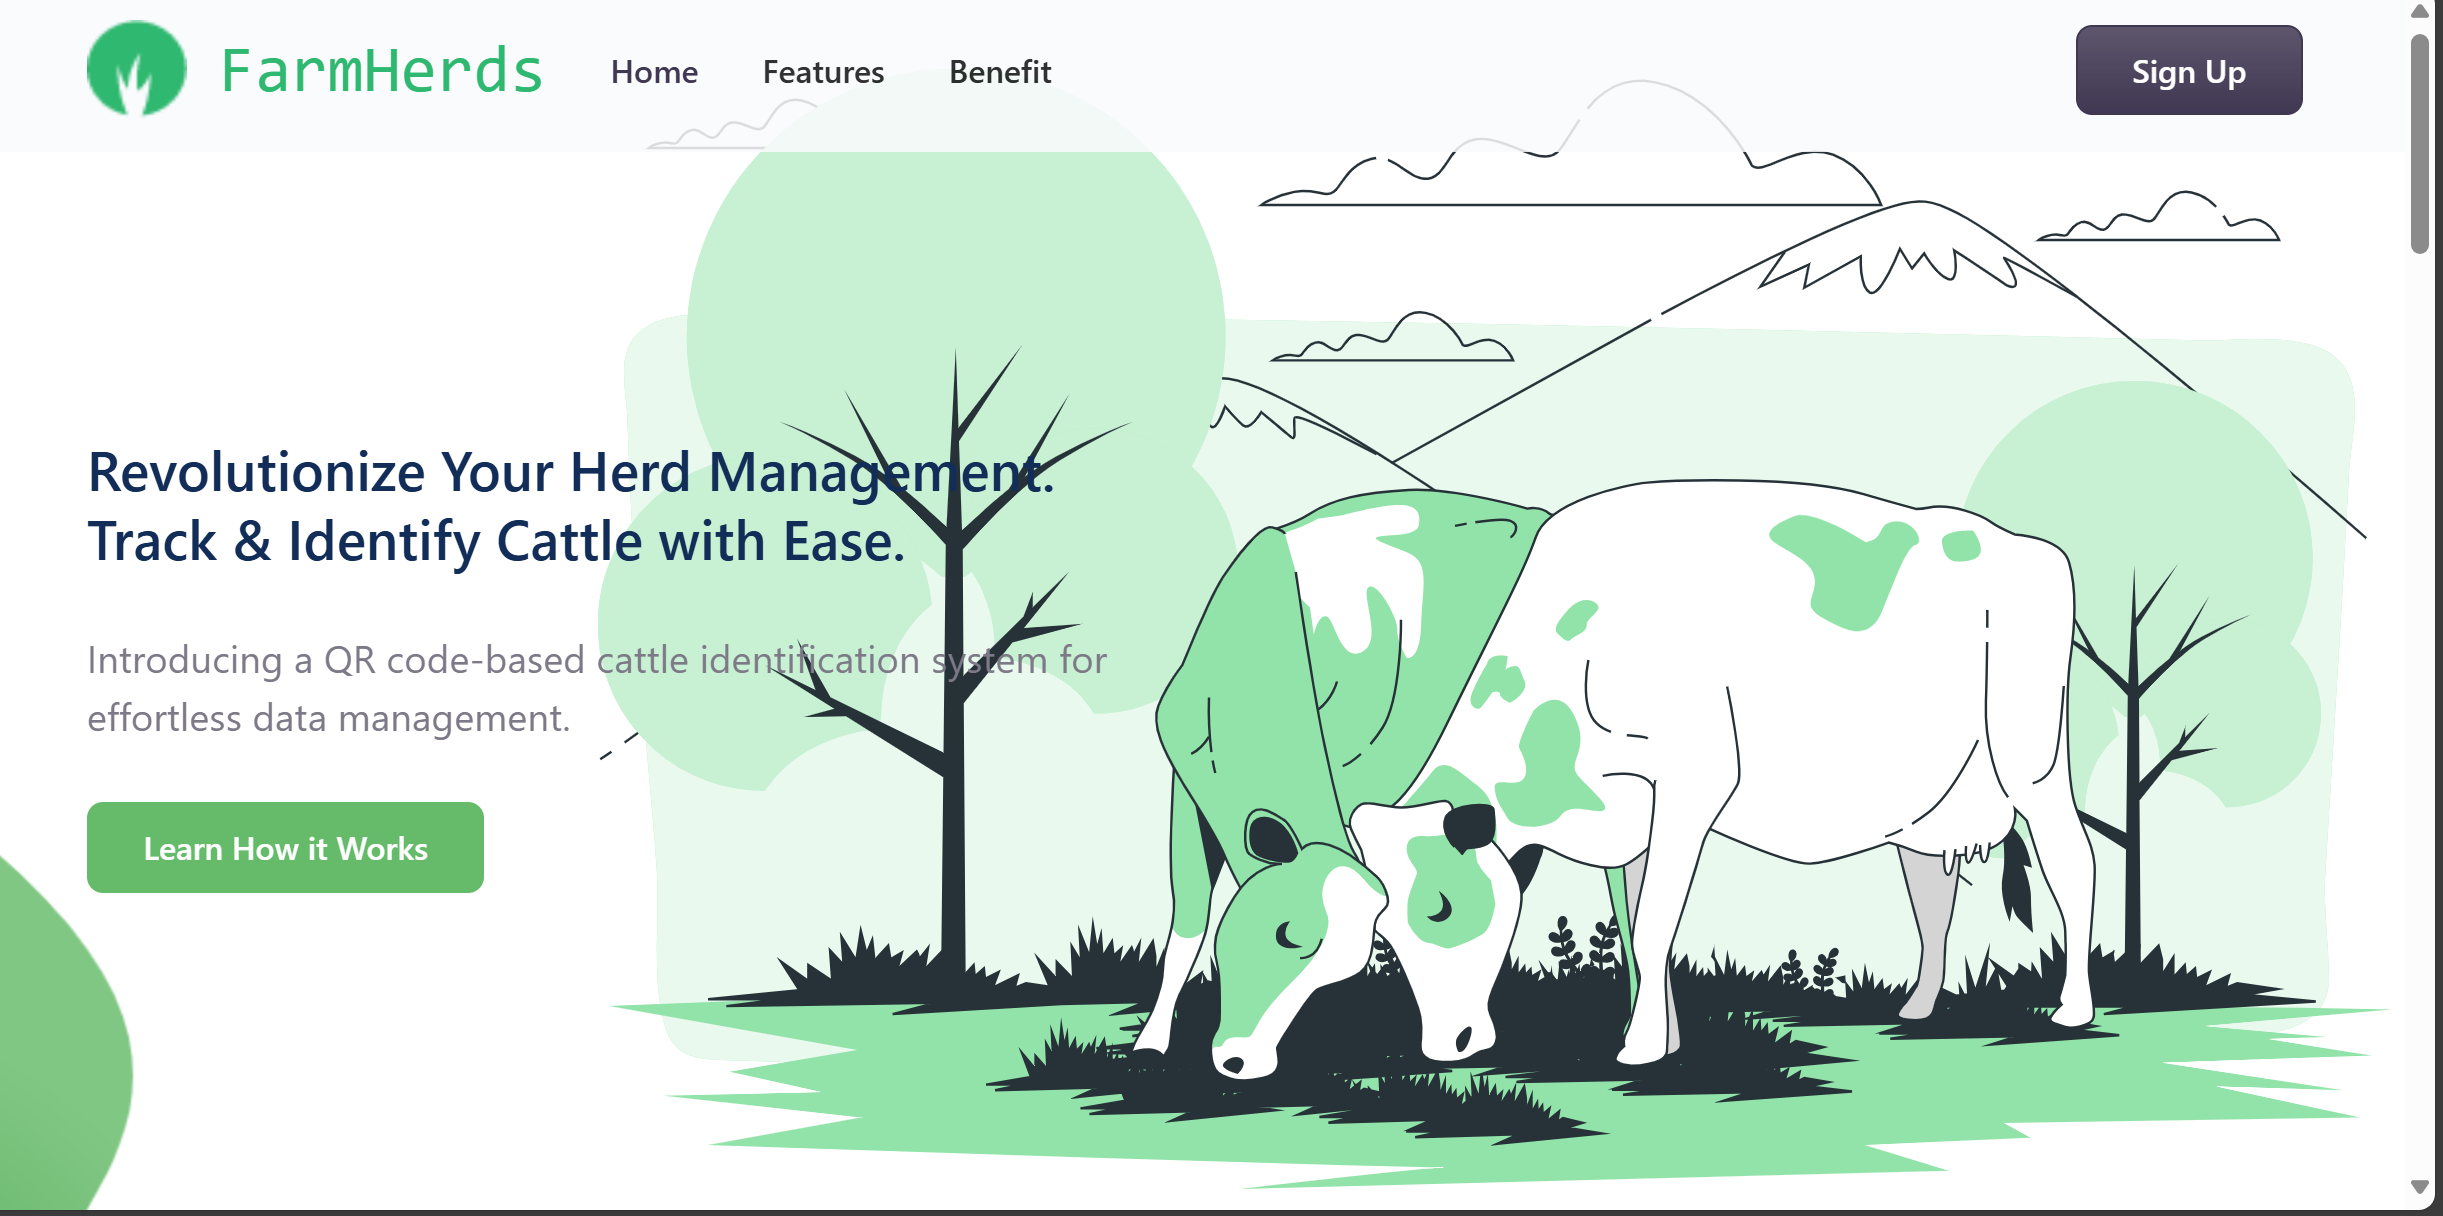 FarmHerds
Home
Features
Benefit
Sign Up
Revolutionize Your Herd Management.
Track & Identify Cattle with Ease.
Introducing a QR code-based cattle identification system for
effortless data management.
Learn How it Works